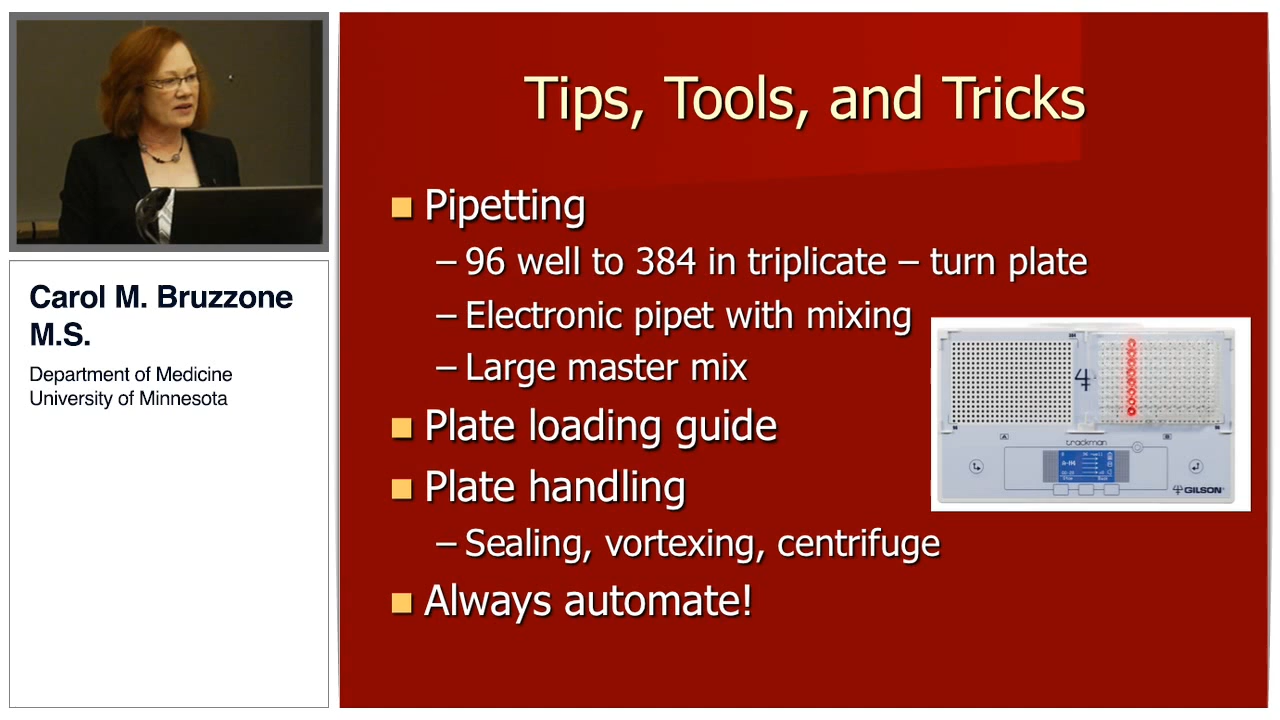 Carol M. Bruzzone
M.S.
Department of Medicine
University of Minnesota
Tips, Tools, and Tricks
Pipetting
– 96 well to 384 in triplicate – turn plate
– Electronic pipet with mixing
– Large master mix
Plate loading guide
Plate handling
– Sealing, vortexing, centrifuge
Always automate!
trackman
GILSON